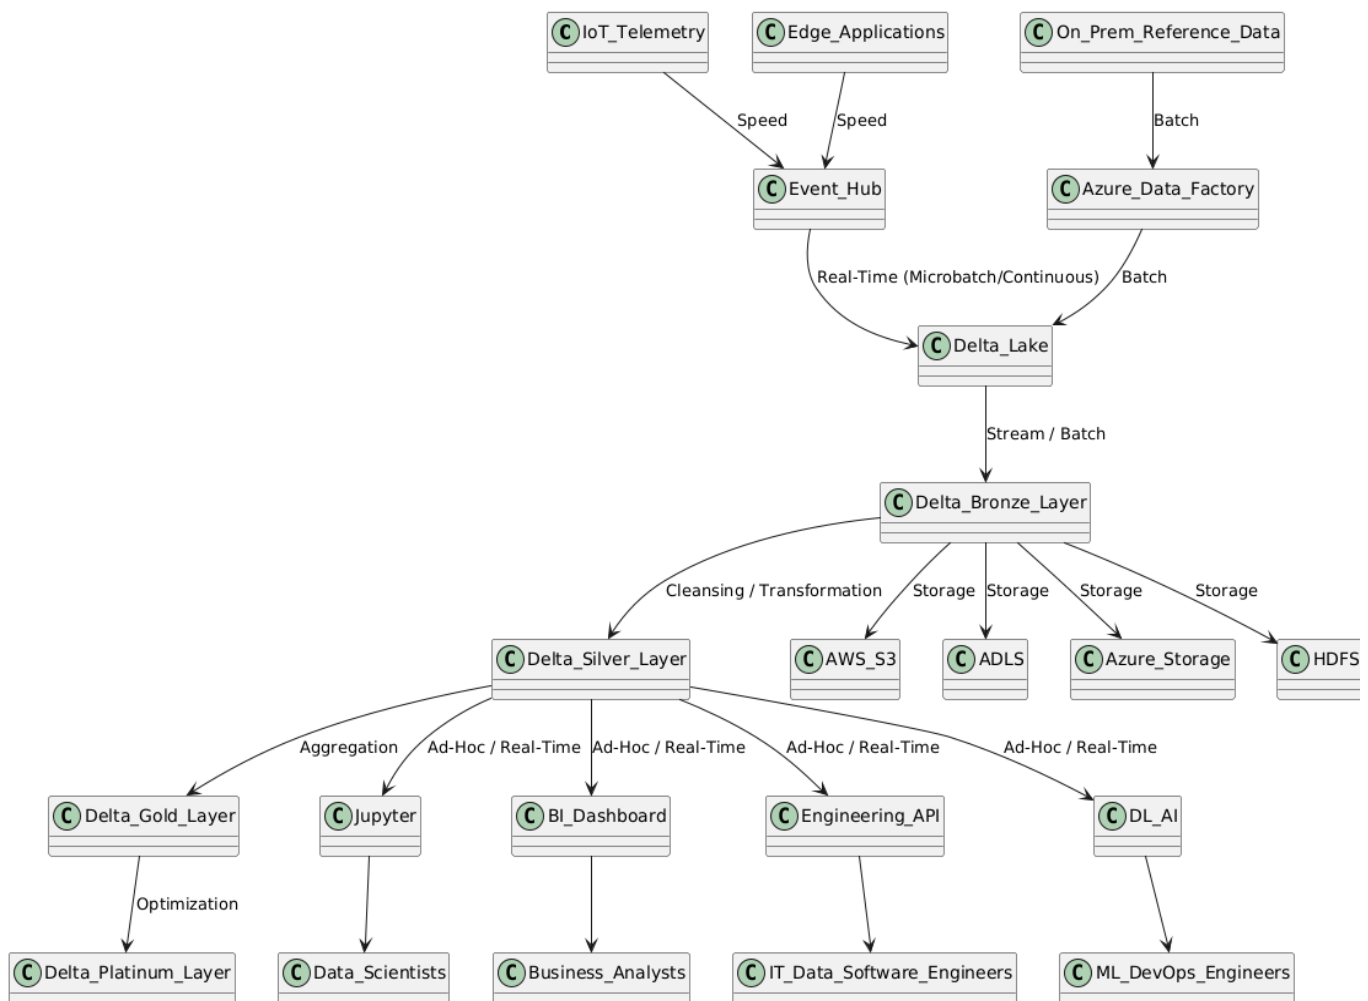 C IoT_Telemetry
C Edge_Applications
C On_Prem_Reference_Data
Speed
Speed
Batch
C Event_Hub
C Azure_Data_Factory
Real-Time (Microbatch/Continuous)
Batch
C Delta_Lake
Stream / Batch
C Delta_Bronze_Layer
Cleansing / Transformation
Storage
Storage
Storage
Storage
C Delta_Silver_Layer
C AWS_S3
C ADLS
C Azure_Storage
C HDFS
Aggregation
Ad-Hoc / Real-Time
Ad-Hoc / Real-Time
Ad-Hoc / Real-Time
Ad-Hoc / Real-Time
C Delta_Gold_Layer
C Jupyter
C BI_Dashboard
C Engineering_API
C DL_AI
Optimization
C Delta_Platinum_Layer
C Data_Scientists
C Business_Analysts
C IT_Data_Software_Engineers
C ML_DevOps_Engineers